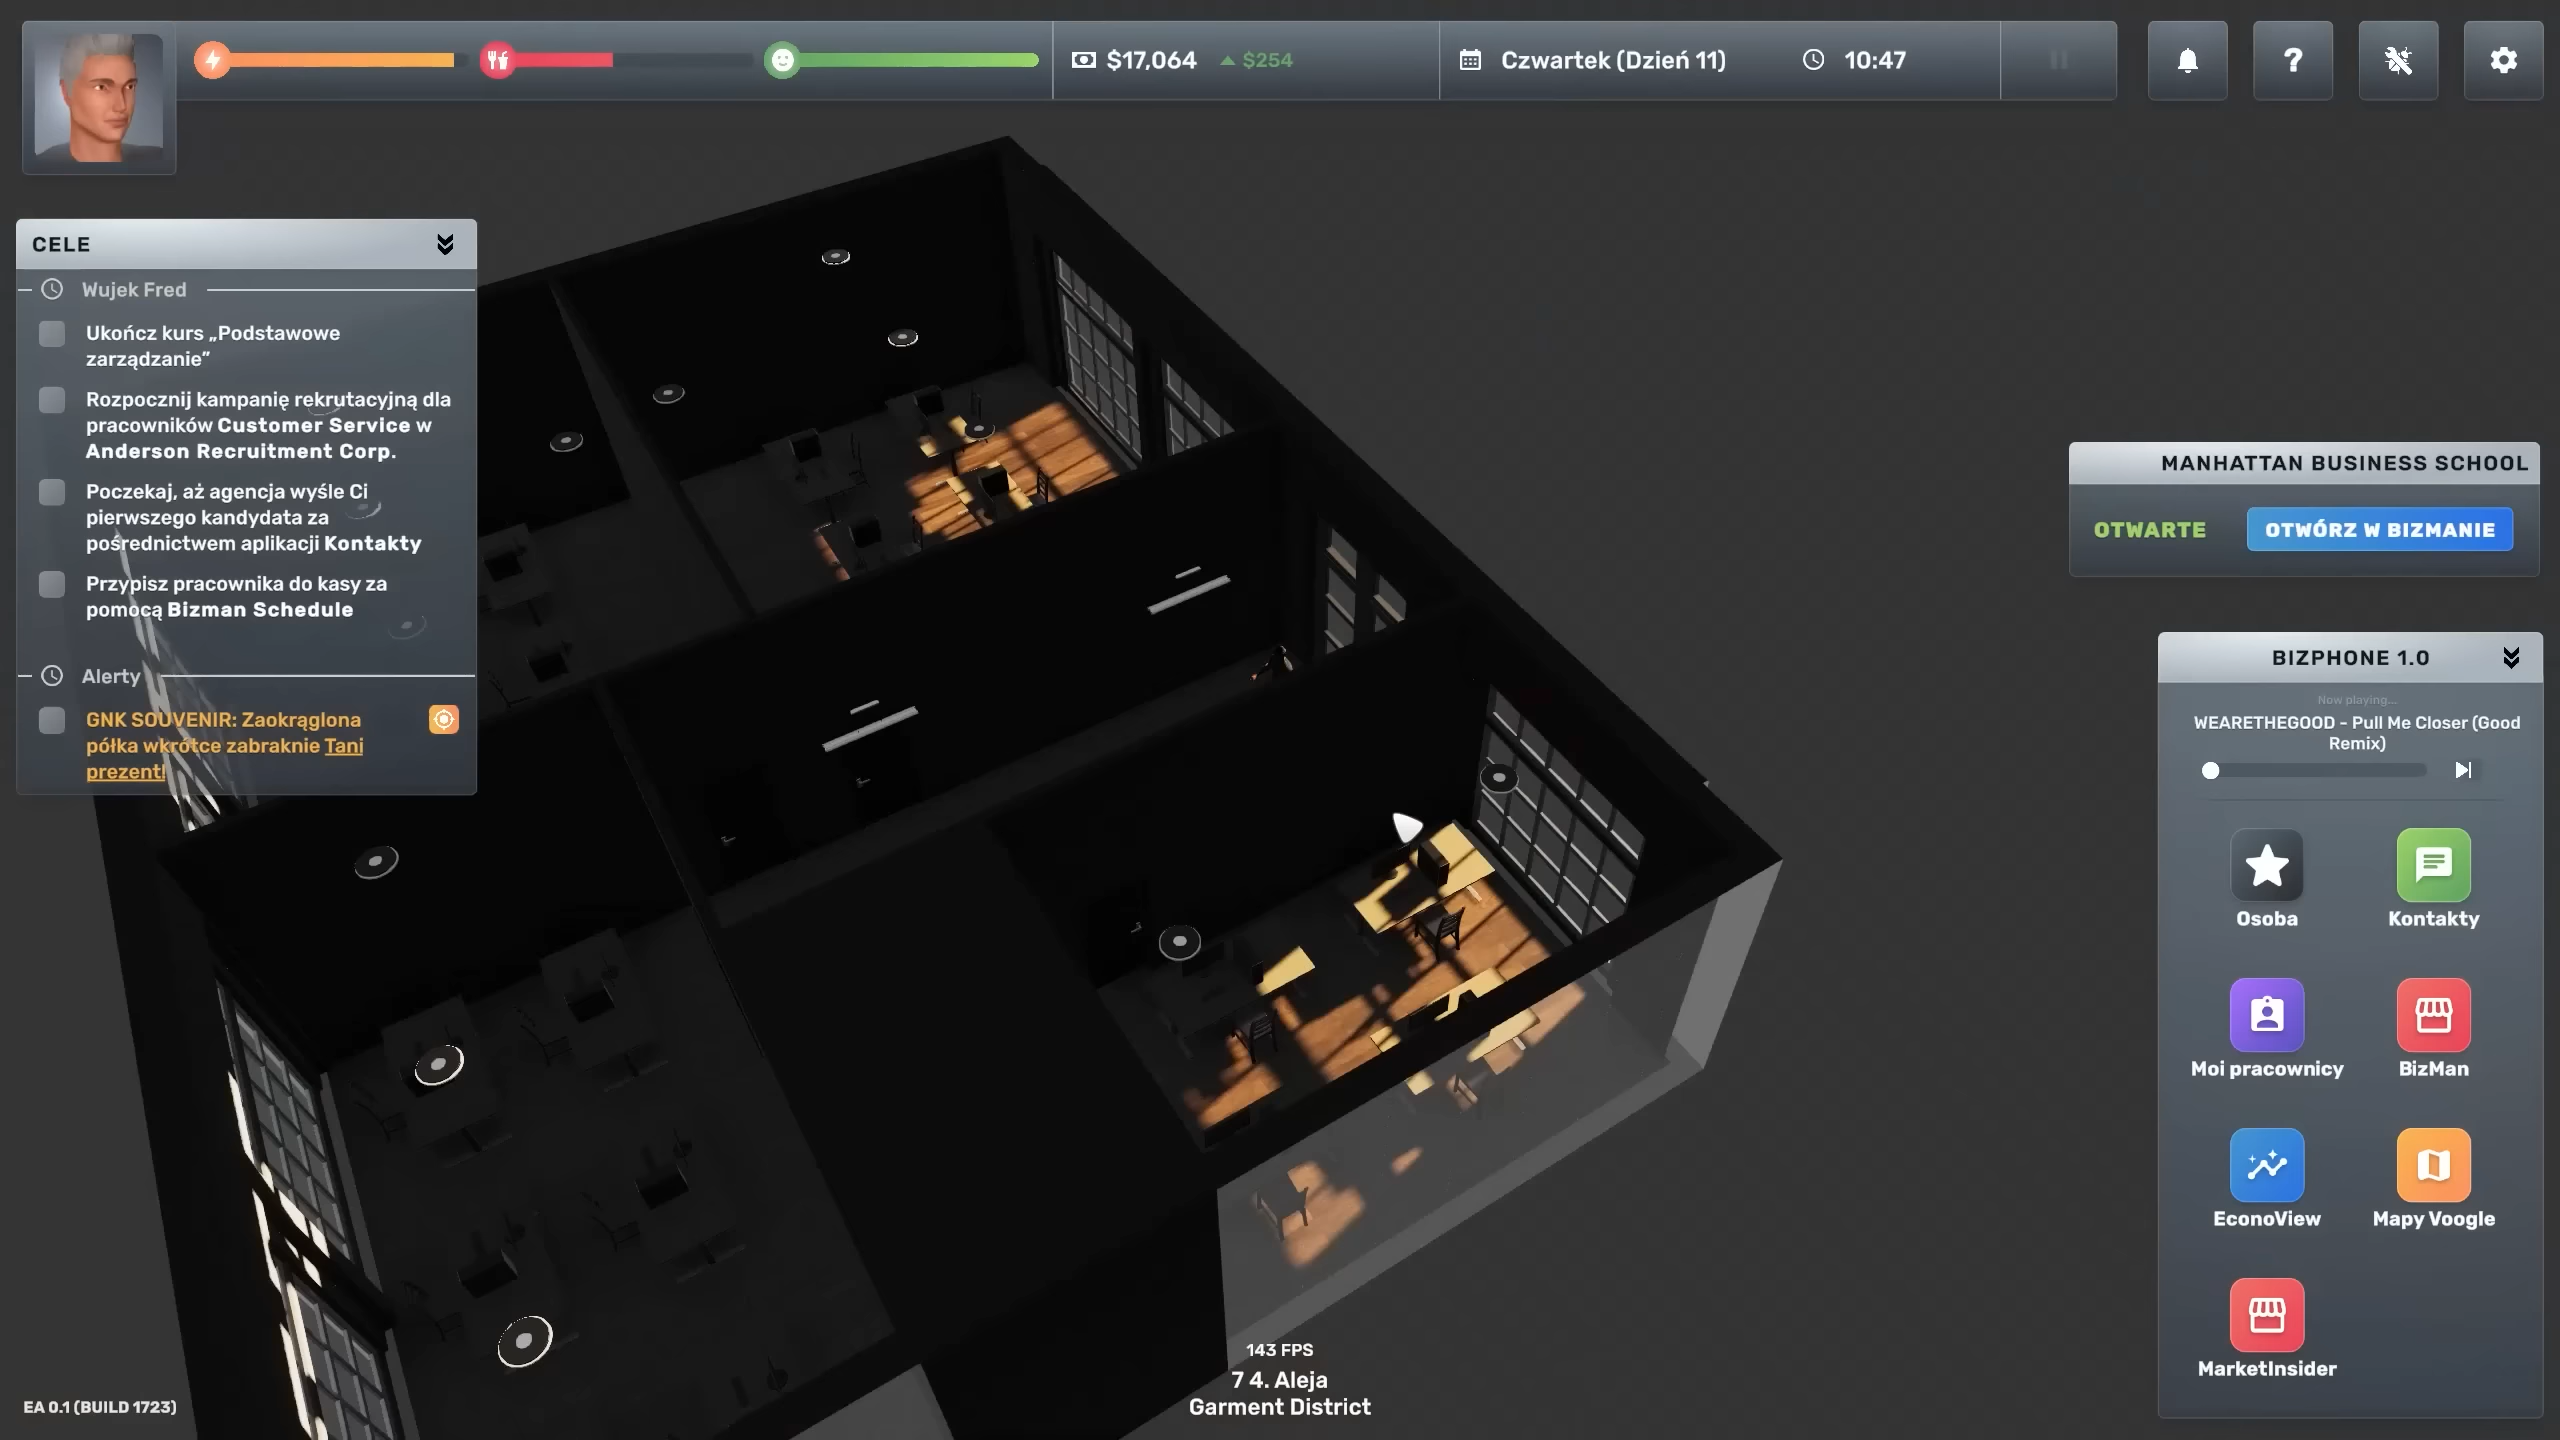 $17,064
$254
Czwartek (Dzień 11)
10:47
?
CELE
Wujek Fred
Ukończ kurs „Podstawowe
zarządzanie”
Rozpocznij kampanię rekrutacyjną dla
pracowników Customer Service w
Anderson Recruitment Corp.
Poczekaj, aż agencja wyśle Ci
pierwszego kandydata za
pośrednictwem aplikacji Kontakty
Przypisz pracownika do kasy za
pomocą Bizman Schedule
Alerty
GNK SOUVENIR: Zaokrąglona
półka wkrótce zabraknie Tani
prezent!
MANHATTAN BUSINESS SCHOOL
OTWARTE
OTWÓRZ W BIZMANIE
BIZPHONE 1.0
Now playing...
WEARETHEGOOD - Pull Me Closer (Good
Remix)
Osoba
Kontakty
Moi pracownicy
BizMan
EconoView
Mapy Voogle
MarketInsider
143 FPS
7 4. Aleja
Garment District
EA 0.1 (BUILD 1723)